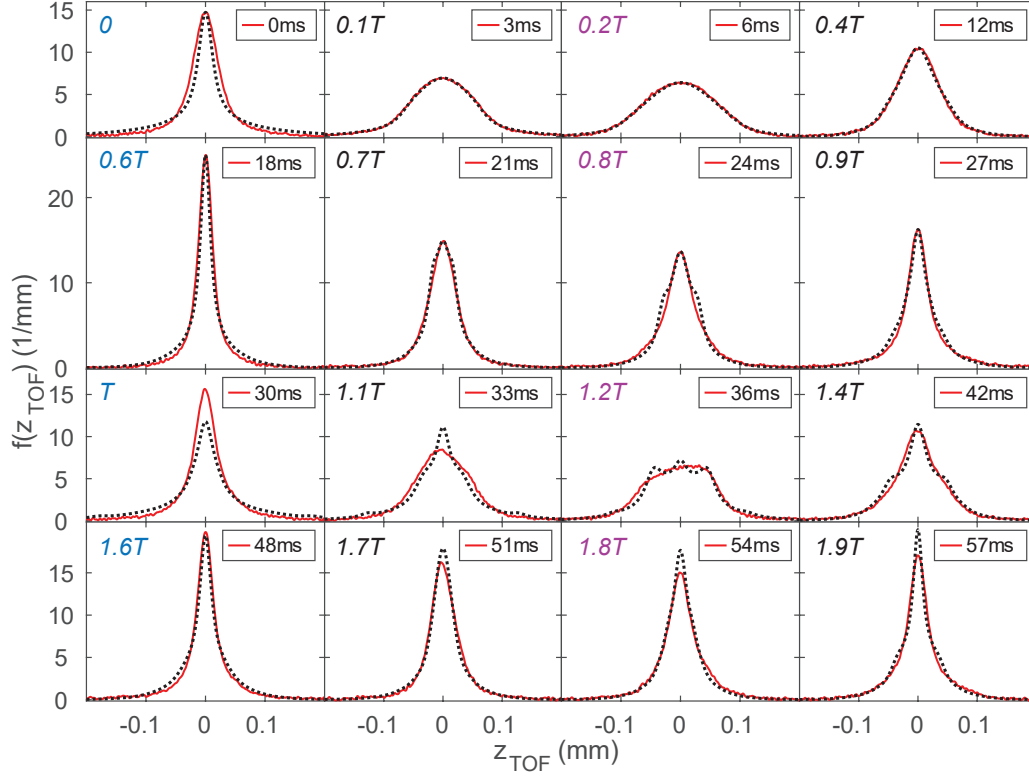 15
10
5
0
0
0ms
0.1T
3ms
0.2T
6ms
0.4T
12ms
20
10
0
0.6T
18ms
0.7T
21ms
0.8T
24ms
0.9T
27ms
f(z_TOF) (1/mm)
15
10
5
0
T
30ms
1.1T
33ms
1.2T
36ms
1.4T
42ms
15
10
5
0
1.6T
48ms
1.7T
51ms
1.8T
54ms
1.9T
57ms
-0.1 0 0.1 -0.1 0 0.1 -0.1 0 0.1 -0.1 0 0.1
z_TOF (mm)